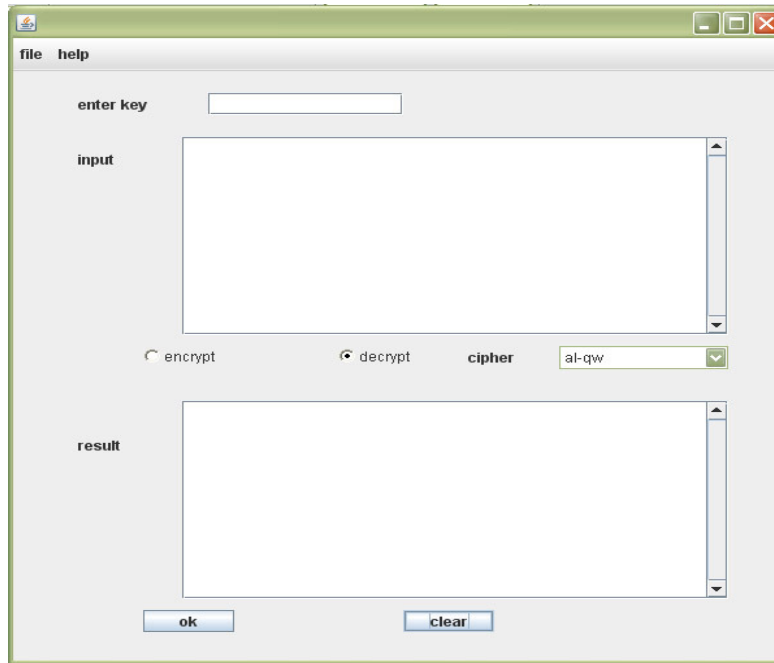 file help
enter key
input
encrypt decrypt cipher al-qw
result
ok clear